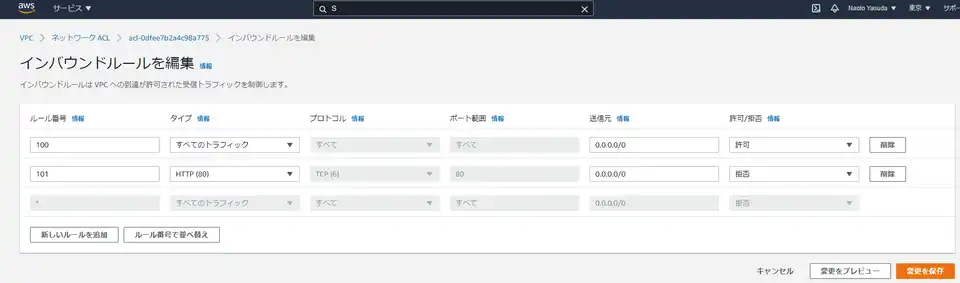 aws サービス ▼ S × Naoto Yasuda ▼ 東京 ▼ サポー
VPC > ネットワーク ACL > acl-0dfee7b2a4c98a775 > インバウンドルールを編集
インバウンドルールを編集 情報
インバウンドルールは VPC への到達が許可された受信トラフィックを制御します。
ルール番号 情報 タイプ 情報 プロトコル 情報 ポート範囲 情報 送信元 情報 許可/拒否 情報
100 すべてのトラフィック ▼ すべて ▼ すべて 0.0.0.0/0 許可 ▼ 削除
101 HTTP (80) ▼ TCP (6) ▼ 80 0.0.0.0/0 拒否 ▼ 削除
* すべてのトラフィック ▼ すべて ▼ すべて 0.0.0.0/0 拒否 ▼
新しいルールを追加 ルール番号で並べ替え
キャンセル 変更をプレビュー 変更を保存